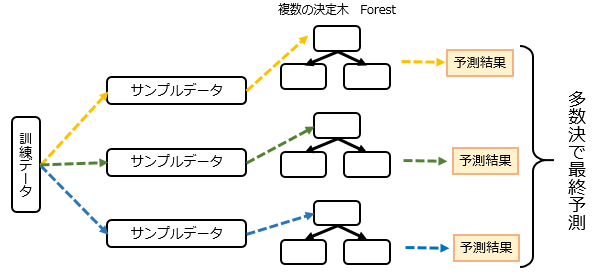 複数の決定木 Forest
訓練データ
サンプルデータ
予測結果
サンプルデータ
予測結果
サンプルデータ
予測結果
多数決で最終予測